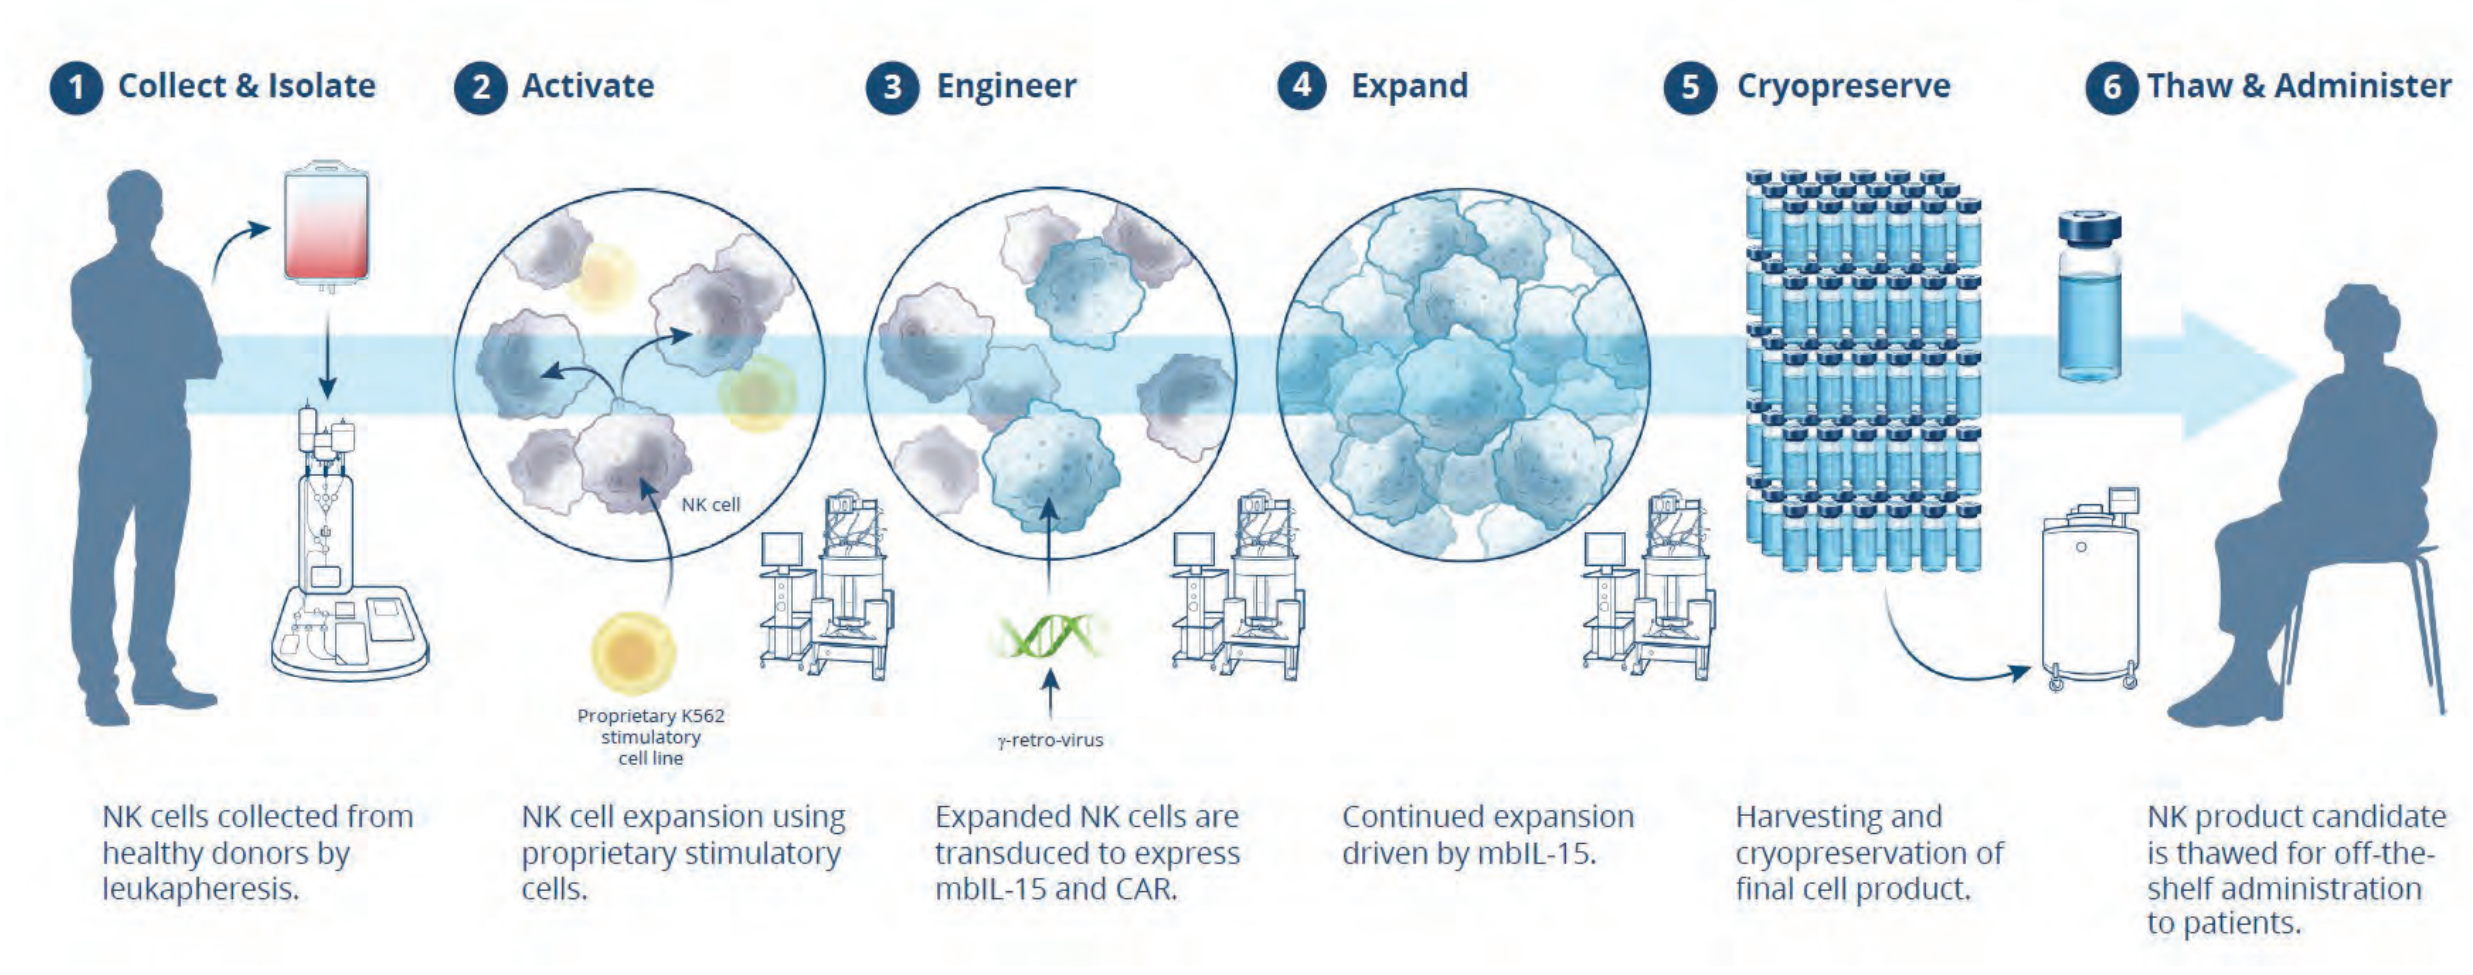 1 Collect & Isolate
2 Activate
3 Engineer
4 Expand
5 Cryopreserve
6 Thaw & Administer
NK cell
Proprietary K562
stimulatory
cell line
γ-retro-virus
NK cells collected from
healthy donors by
leukapheresis.
NK cell expansion using
proprietary stimulatory
cells.
Expanded NK cells are
transduced to express
mbIL-15 and CAR.
Continued expansion
driven by mbIL-15.
Harvesting and
cryopreservation of
final cell product.
NK product candidate
is thawed for off-the-
shelf administration
to patients.